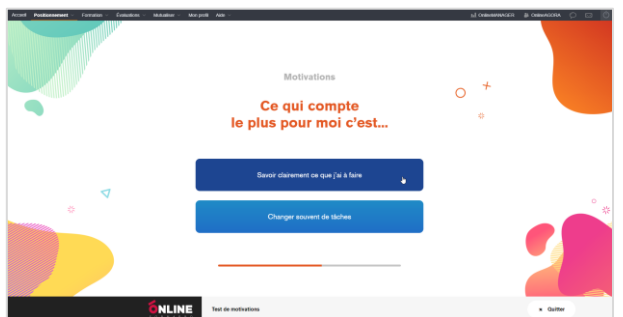 Accueil Positionnement Formation Évaluations Mutualiser Mon profil Aide OnlineMANAGER OnlineAGORA
Motivations
Ce qui compte
le plus pour moi c'est...
Savoir clairement ce que j'ai à faire
Changer souvent de tâches
ONLINE Test de motivations × Quitter